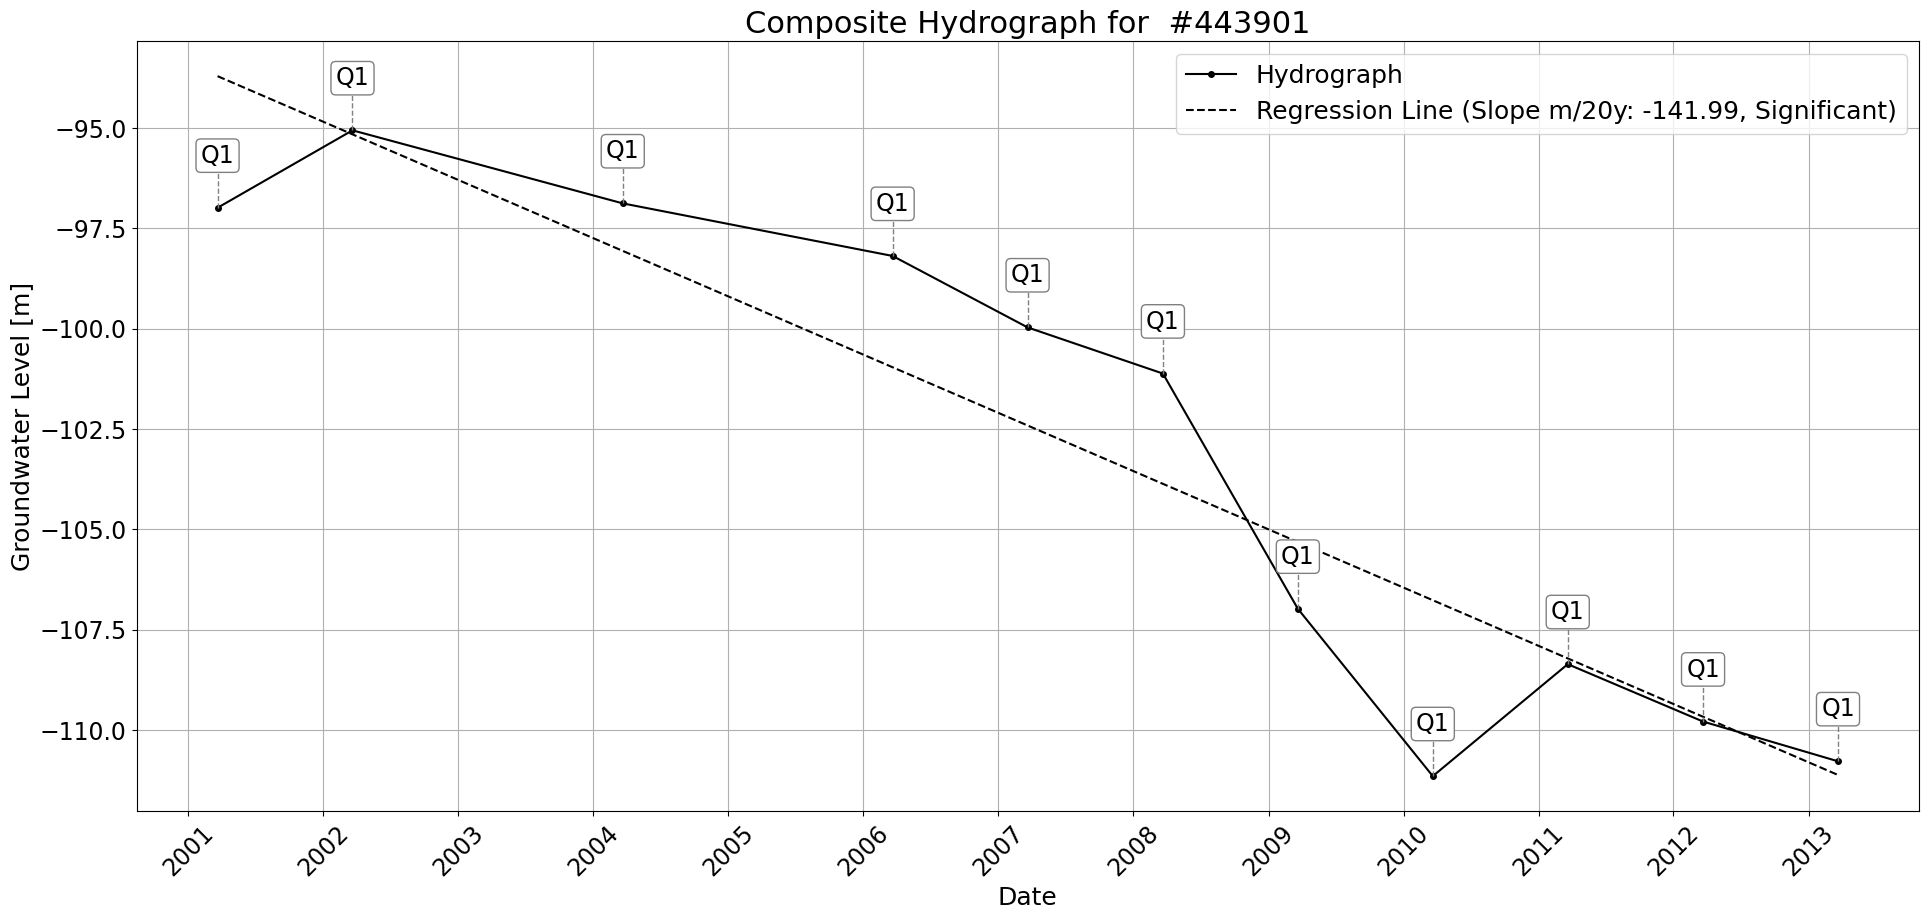 Composite Hydrograph for  #443901
Hydrograph
Regression Line (Slope m/20y: -141.99, Significant)
Q1
Q1
Q1
Q1
Q1
Q1
Q1
Q1
Q1
Q1
Q1
Groundwater Level [m]
−95.0
−97.5
−100.0
−102.5
−105.0
−107.5
−110.0
2001
2002
2003
2004
2005
2006
2007
2008
2009
2010
2011
2012
2013
Date